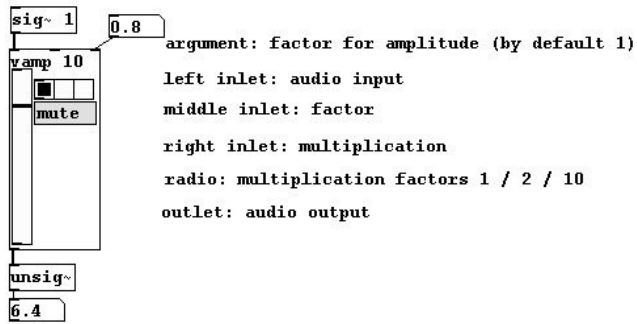 sig~ 1
0.8
argument: factor for amplitude (by default 1)
vamp 10
left inlet: audio input
middle inlet: factor
mute
right inlet: multiplication
radio: multiplication factors 1 / 2 / 10
outlet: audio output
unsig~
6.4